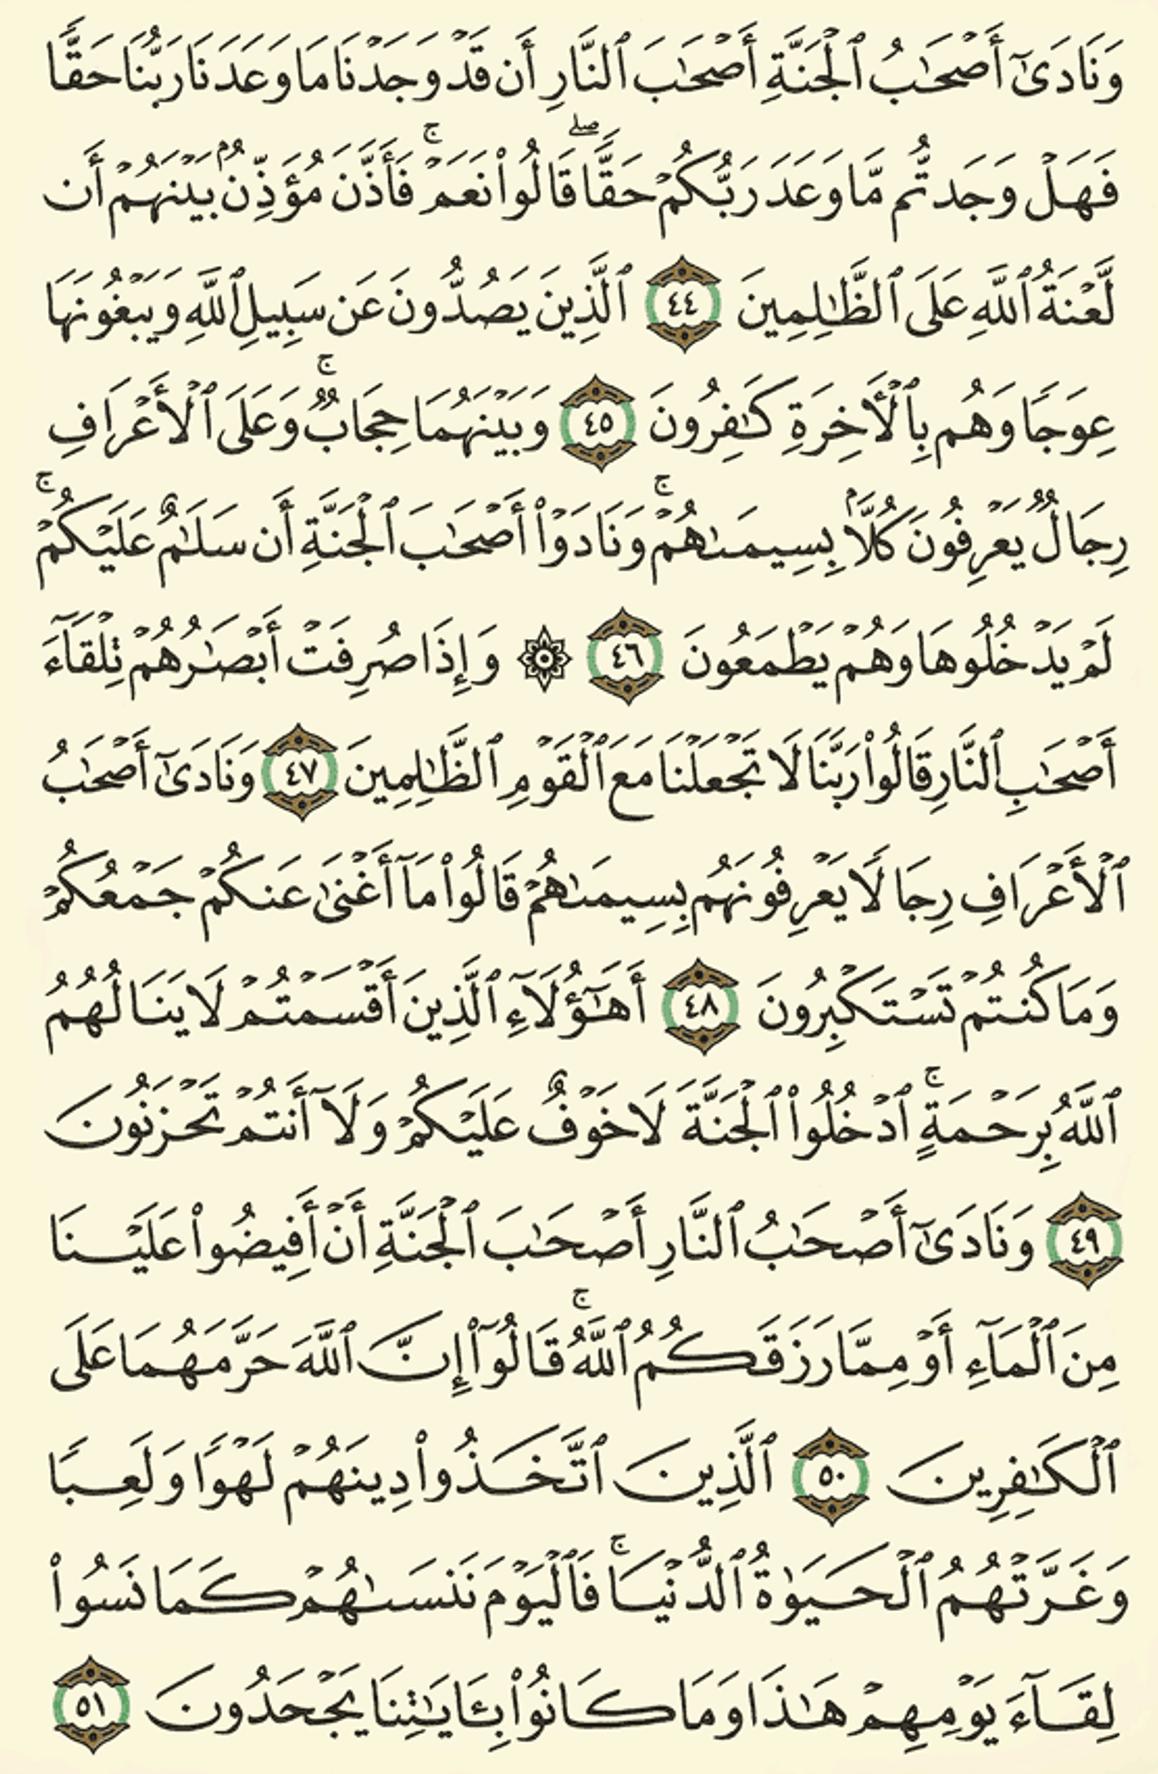 وَنَادَىٰٓ أَصْحَـٰبُ ٱلْجَنَّةِ أَصْحَـٰبَ ٱلنَّارِ أَن قَدْ وَجَدْنَا مَا وَعَدَنَا رَبُّنَا حَقًّا
فَهَلْ وَجَدتُّم مَّا وَعَدَ رَبُّكُمْ حَقًّا ۖ قَالُوا۟ نَعَمْ ۚ فَأَذَّنَ مُؤَذِّنٌۢ بَيْنَهُمْ أَن
لَّعْنَةُ ٱللَّهِ عَلَى ٱلظَّـٰلِمِينَ ٤٤ ٱلَّذِينَ يَصُدُّونَ عَن سَبِيلِ ٱللَّهِ وَيَبْغُونَهَا
عِوَجًا وَهُم بِٱلْـَٔاخِرَةِ كَـٰفِرُونَ ٤٥ وَبَيْنَهُمَا حِجَابٌ ۚ وَعَلَى ٱلْأَعْرَافِ
رِجَالٌ يَعْرِفُونَ كُلًّۢا بِسِيمَىٰهُمْ ۚ وَنَادَوْا۟ أَصْحَـٰبَ ٱلْجَنَّةِ أَن سَلَـٰمٌ عَلَيْكُمْ ۚ
لَمْ يَدْخُلُوهَا وَهُمْ يَطْمَعُونَ ٤٦ ۞ وَإِذَا صُرِفَتْ أَبْصَـٰرُهُمْ تِلْقَآءَ
أَصْحَـٰبِ ٱلنَّارِ قَالُوا۟ رَبَّنَا لَا تَجْعَلْنَا مَعَ ٱلْقَوْمِ ٱلظَّـٰلِمِينَ ٤٧ وَنَادَىٰٓ أَصْحَـٰبُ
ٱلْأَعْرَافِ رِجَالًا يَعْرِفُونَهُم بِسِيمَىٰهُمْ قَالُوا۟ مَآ أَغْنَىٰ عَنكُمْ جَمْعُكُمْ
وَمَا كُنتُمْ تَسْتَكْبِرُونَ ٤٨ أَهَـٰٓؤُلَآءِ ٱلَّذِينَ أَقْسَمْتُمْ لَا يَنَالُهُمُ
ٱللَّهُ بِرَحْمَةٍ ۚ ٱدْخُلُوا۟ ٱلْجَنَّةَ لَا خَوْفٌ عَلَيْكُمْ وَلَآ أَنتُمْ تَحْزَنُونَ
٤٩ وَنَادَىٰٓ أَصْحَـٰبُ ٱلنَّارِ أَصْحَـٰبَ ٱلْجَنَّةِ أَنْ أَفِيضُوا۟ عَلَيْنَا
مِنَ ٱلْمَآءِ أَوْ مِمَّا رَزَقَكُمُ ٱللَّهُ ۚ قَالُوٓا۟ إِنَّ ٱللَّهَ حَرَّمَهُمَا عَلَى
ٱلْكَـٰفِرِينَ ٥٠ ٱلَّذِينَ ٱتَّخَذُوا۟ دِينَهُمْ لَهْوًا وَلَعِبًا
وَغَرَّتْهُمُ ٱلْحَيَوٰةُ ٱلدُّنْيَا ۚ فَٱلْيَوْمَ نَنسَىٰهُمْ كَمَا نَسُوا۟
لِقَآءَ يَوْمِهِمْ هَـٰذَا وَمَا كَانُوا۟ بِـَٔايَـٰتِنَا يَجْحَدُونَ ٥١